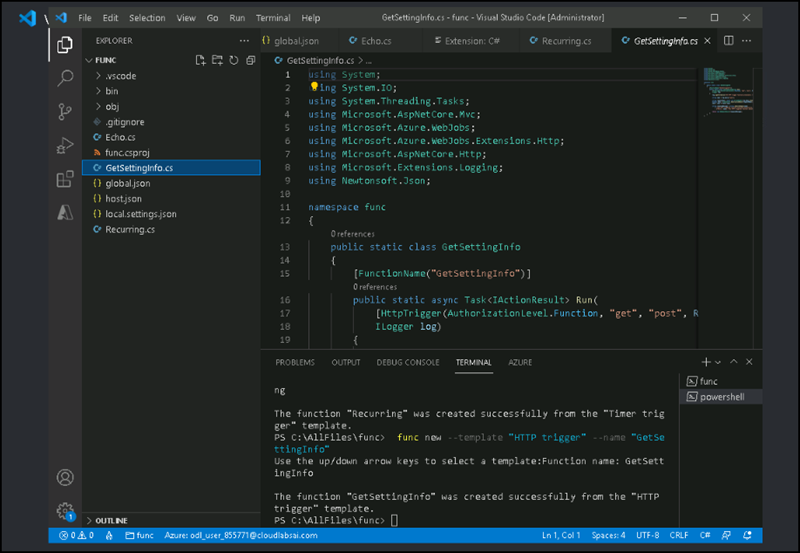 File Edit Selection View Go Run Terminal Help GetSettingInfo.cs - func - Visual Studio Code [Administrator]
EXPLORER
FUNC
.vscode
bin
obj
.gitignore
Echo.cs
func.csproj
GetSettingInfo.cs
global.json
host.json
local.settings.json
Recurring.cs
OUTLINE
global.json Echo.cs Extension: C# Recurring.cs GetSettingInfo.cs
GetSettingInfo.cs > ...
1 using System;
2 using System.IO;
3 using System.Threading.Tasks;
4 using Microsoft.AspNetCore.Mvc;
5 using Microsoft.Azure.WebJobs;
6 using Microsoft.Azure.WebJobs.Extensions.Http;
7 using Microsoft.AspNetCore.Http;
8 using Microsoft.Extensions.Logging;
9 using Newtonsoft.Json;
10
11 namespace func
12 {
0 references
13 public static class GetSettingInfo
14 {
15 [FunctionName("GetSettingInfo")]
0 references
16 public static async Task<IActionResult> Run(
17 [HttpTrigger(AuthorizationLevel.Function, "get", "post", R
18 ILogger log)
19 {
PROBLEMS OUTPUT DEBUG CONSOLE TERMINAL AZURE
ng
The function "Recurring" was created successfully from the "Timer trig
ger" template.
PS C:\AllFiles\func> func new --template "HTTP trigger" --name "GetSe
ttingInfo"
Use the up/down arrow keys to select a template:Function name: GetSett
ingInfo
The function "GetSettingInfo" was created successfully from the "HTTP
trigger" template.
PS C:\AllFiles\func>
func
powershell
1
0 0 func Azure: odl_user_855771@cloudlabsai.com Ln 1, Col 1 Spaces: 4 UTF-8 CRLF C#